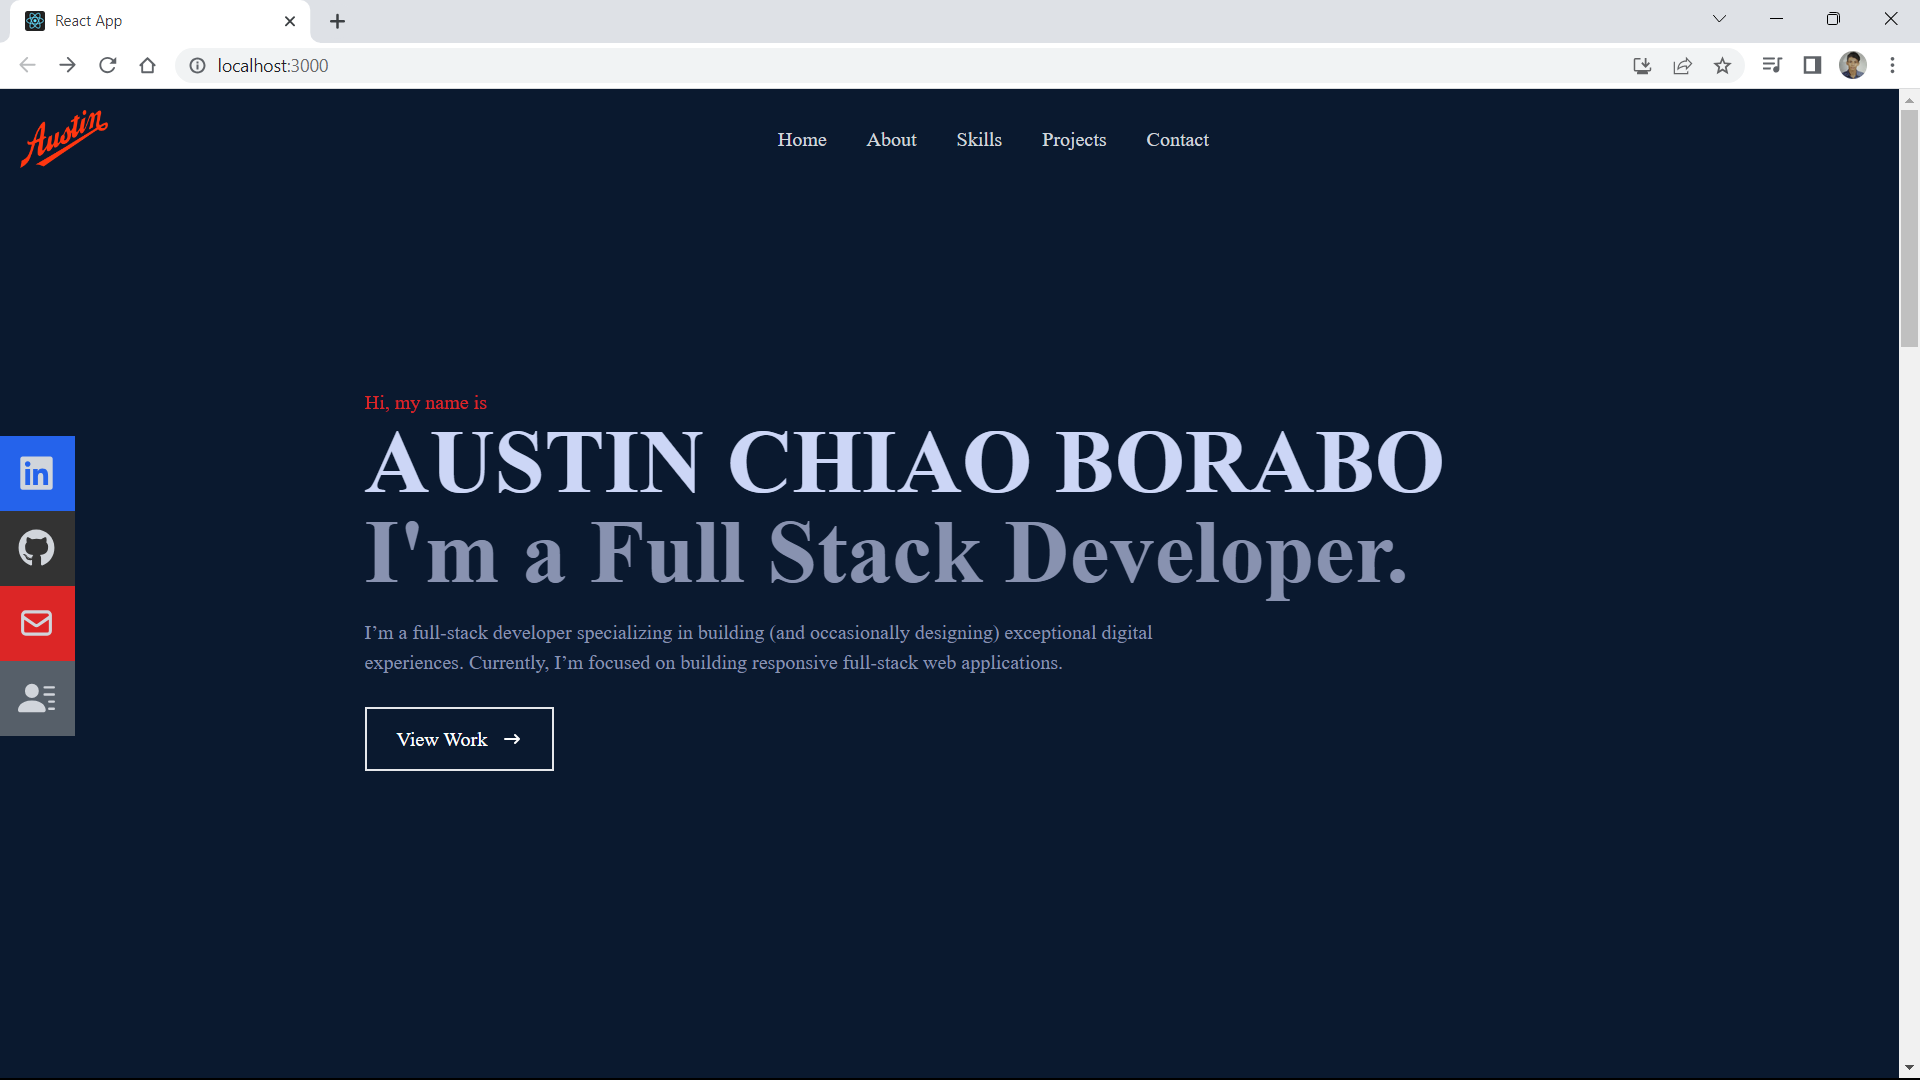 React App
localhost:3000
Austin
Home About Skills Projects Contact
Hi, my name is
AUSTIN CHIAO BORABO
I'm a Full Stack Developer.
I’m a full-stack developer specializing in building (and occasionally designing) exceptional digital
experiences. Currently, I’m focused on building responsive full-stack web applications.
in
View Work